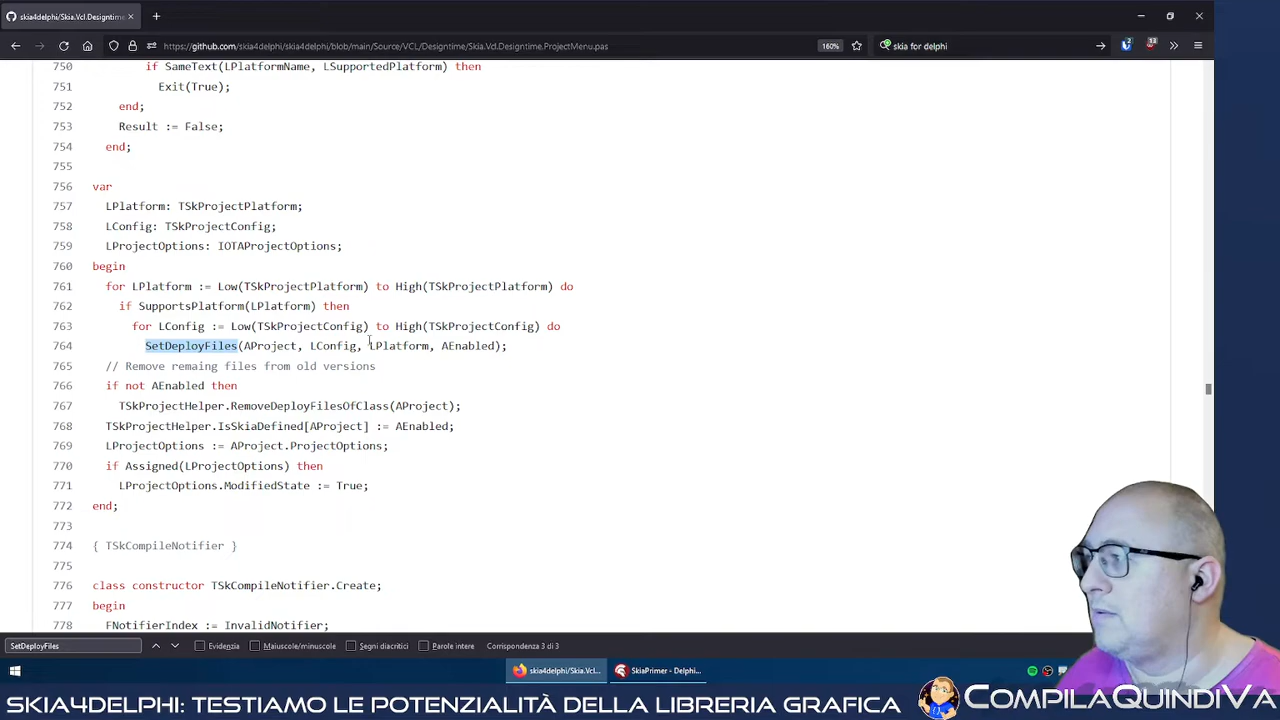 skia4delphi/Skia.Vcl.Designtime
https://github.com/skia4delphi/skia4delphi/blob/main/Source/VCL/Designtime/Skia.Vcl.Designtime.ProjectMenu.pas
160%
skia for delphi
2
13
750 if SameText(LPlatformName, LSupportedPlatform) then
751 Exit(True);
752 end;
753 Result := False;
754 end;
755
756 var
757 LPlatform: TSkProjectPlatform;
758 LConfig: TSkProjectConfig;
759 LProjectOptions: IOTAProjectOptions;
760 begin
761 for LPlatform := Low(TSkProjectPlatform) to High(TSkProjectPlatform) do
762 if SupportsPlatform(LPlatform) then
763 for LConfig := Low(TSkProjectConfig) to High(TSkProjectConfig) do
764 SetDeployFiles(AProject, LConfig, LPlatform, AEnabled);
765 // Remove remaing files from old versions
766 if not AEnabled then
767 TSkProjectHelper.RemoveDeployFilesOfClass(AProject);
768 TSkProjectHelper.IsSkiaDefined[AProject] := AEnabled;
769 LProjectOptions := AProject.ProjectOptions;
770 if Assigned(LProjectOptions) then
771 LProjectOptions.ModifiedState := True;
772 end;
773
774 { TSkCompileNotifier }
775
776 class constructor TSkCompileNotifier.Create;
777 begin
778 FNotifierIndex := InvalidNotifier;
SetDeployFiles
Evidenzia
Maiuscole/minuscole
Segni diacritici
Parole intere
Corrispondenza 3 di 3
skia4delphi/Skia.Vcl...
SkiaPrimer - Delphi...
SKIA4DELPHI: TESTIAMO LE POTENZIALITÀ DELLA LIBRERIA GRAFICA
COMPILAQUINDIVA